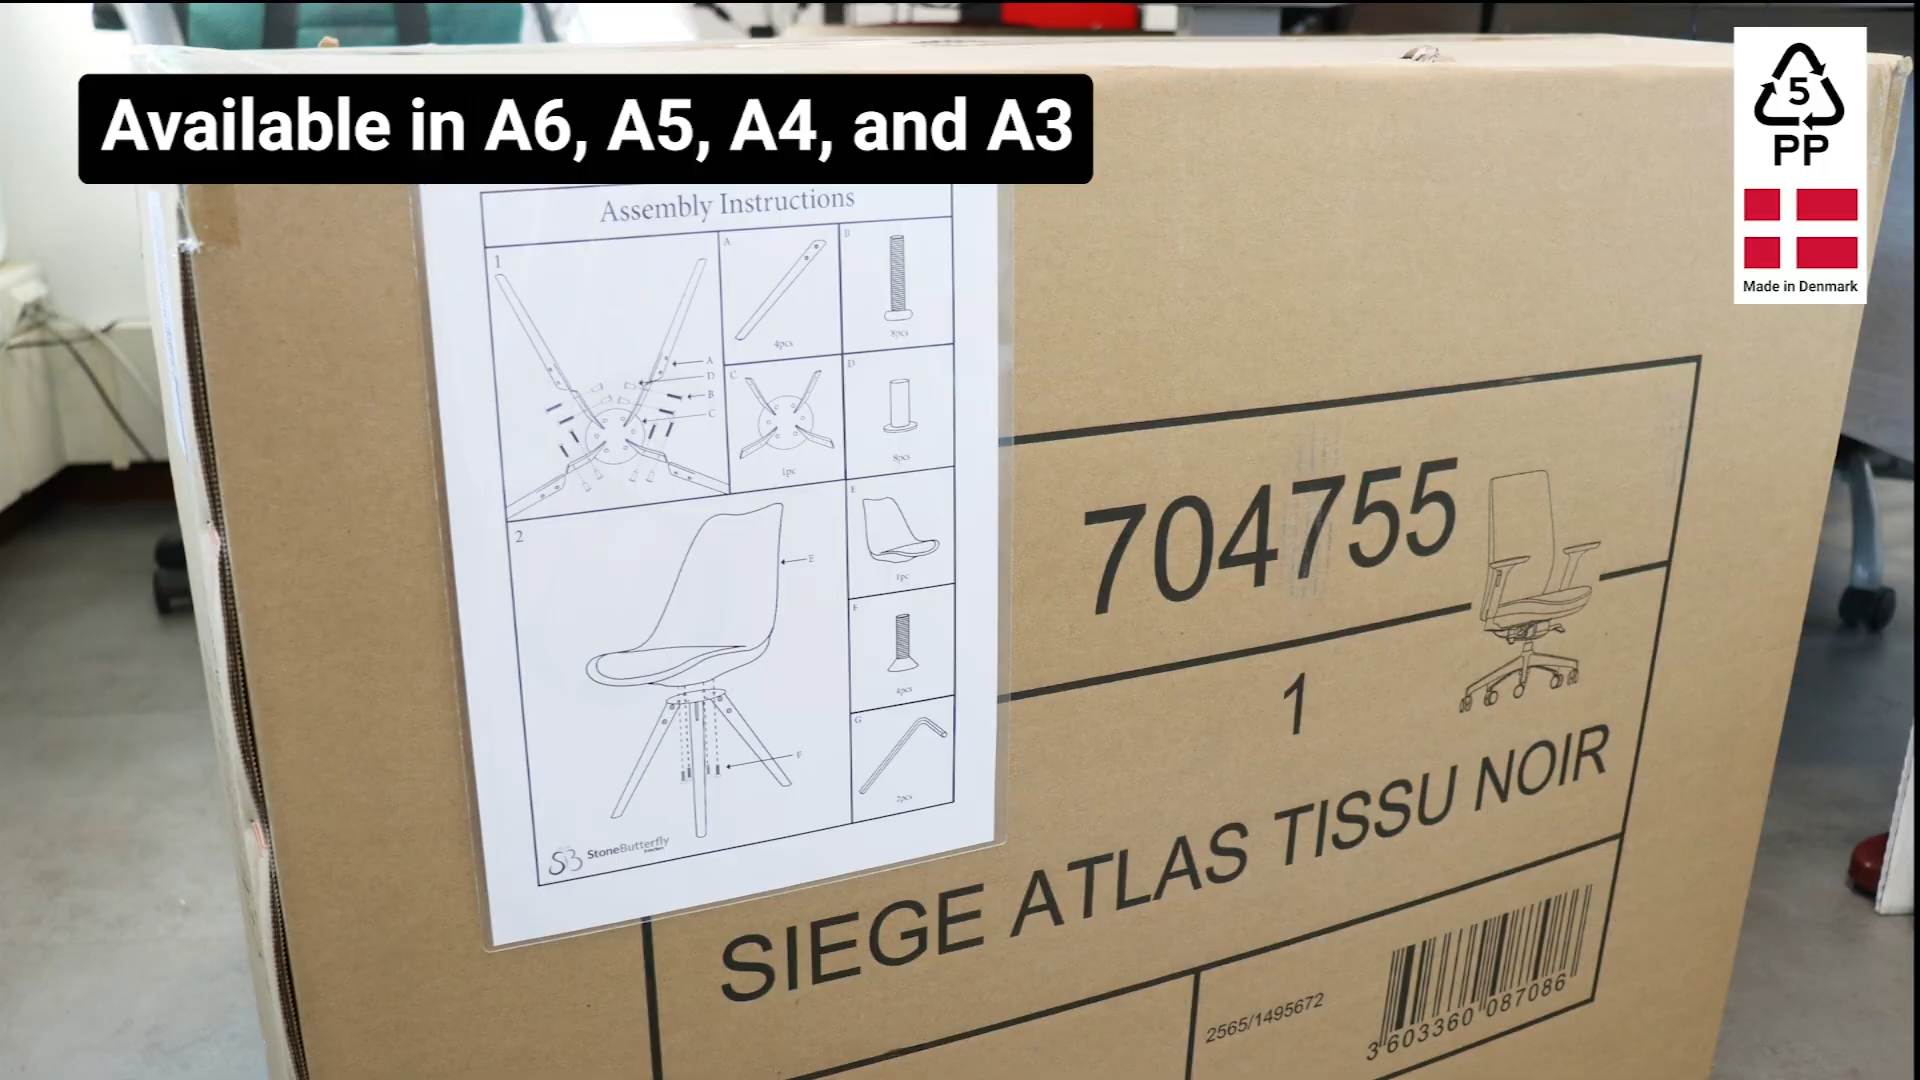 Available in A6, A5, A4, and A3
5
PP
Made in Denmark
Assembly Instructions
1
A
D
B
C
A
4pcs
B
8pcs
C
1pc
D
8pcs
2
E
F
E
1pc
F
4pcs
G
2pcs
SB StoneButterfly
704755
1
SIEGE ATLAS TISSU NOIR
2565/1495672
3 603360 087086